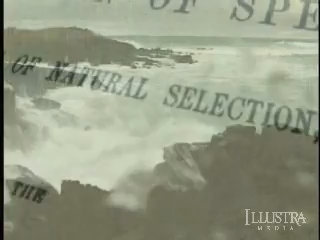 OF SPE
OF NATURAL SELECTION,
THE
ILLUSTRA
MEDIA